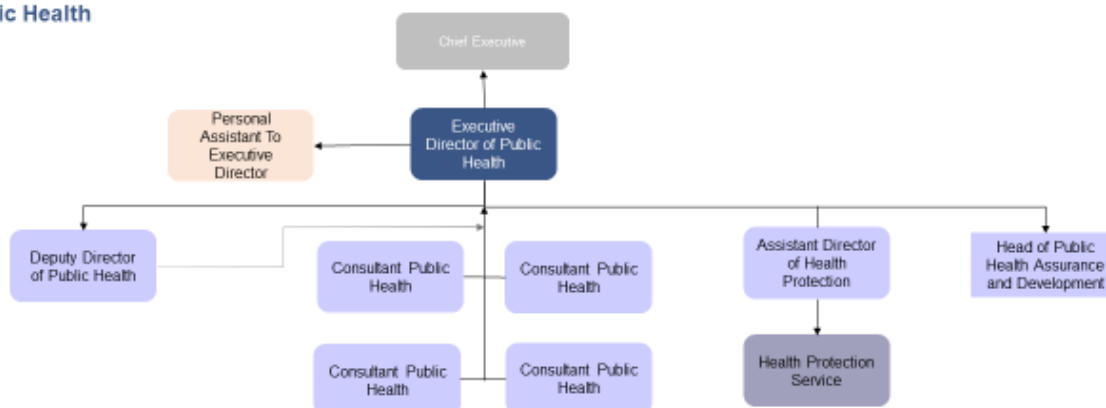 ic Health
Chief Executive
Personal
Assistant To
Executive
Director
Executive
Director of Public
Health
Deputy Director
of Public Health
Consultant Public
Health
Consultant Public
Health
Assistant Director
of Health
Protection
Head of Public
Health Assurance
and Development
Consultant Public
Health
Consultant Public
Health
Health Protection
Service